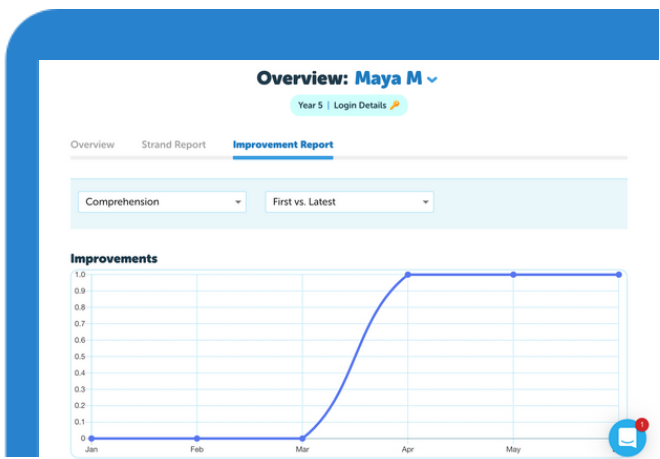 Overview: Maya M
Year 5 | Login Details
Overview Strand Report Improvement Report
Comprehension First vs. Latest
Improvements
1.0
0.9
0.8
0.7
0.6
0.5
0.4
0.3
0.2
0.1
0
Jan Feb Mar Apr May
1